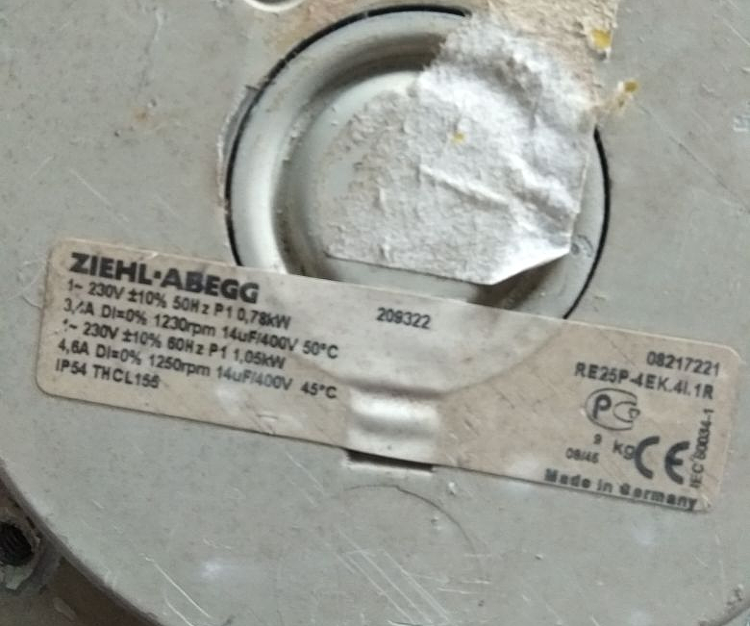 ZIEHL-ABEGG
1~ 230V ±10% 50Hz P1 0,78kW
3,4A DI=0% 1230rpm 14uF/400V 50°C
1~ 230V ±10% 60Hz P1 1,05kW
4,6A DI=0% 1250rpm 14uF/400V 45°C
IP54 THCL155
209322
08217221
RE25P-4EK.4I.1R
9 kg
CE
08/45
IEC 60034-1
Made in Germany